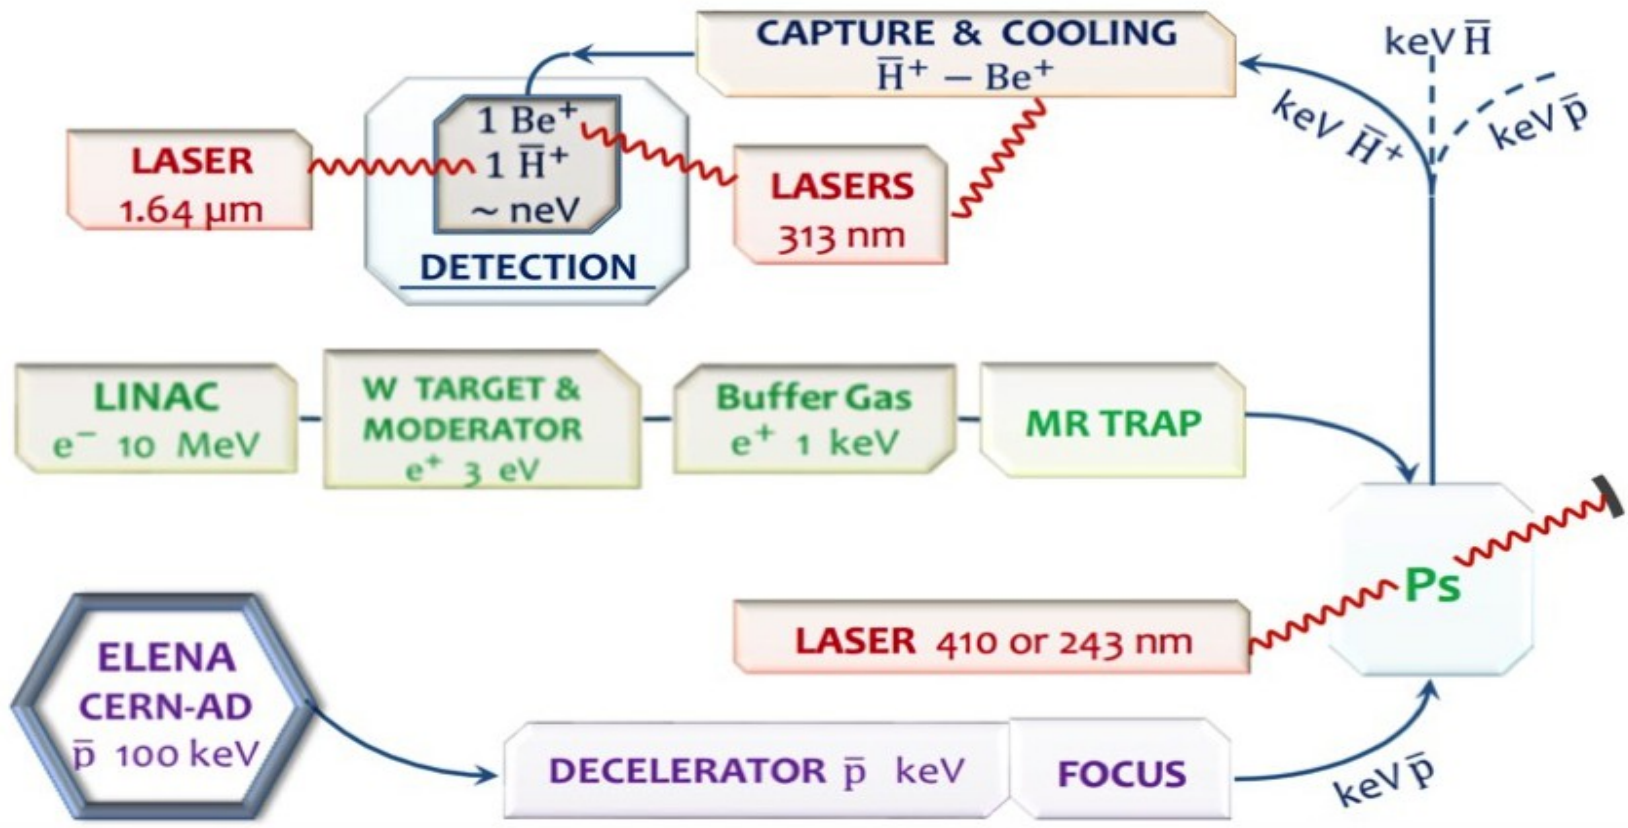 CAPTURE & COOLING
H̅⁺ – Be⁺
keV H̅
keV p̅
keV H̅⁺
1 Be⁺
1 H̅⁺
~ neV
DETECTION
LASER
1.64 µm
LASERS
313 nm
LINAC
e⁻ 10 MeV
W TARGET &
MODERATOR
e⁺ 3 eV
Buffer Gas
e⁺ 1 keV
MR TRAP
Ps
LASER 410 or 243 nm
ELENA
CERN-AD
p̅ 100 keV
DECELERATOR p̅ keV
FOCUS
keV p̅